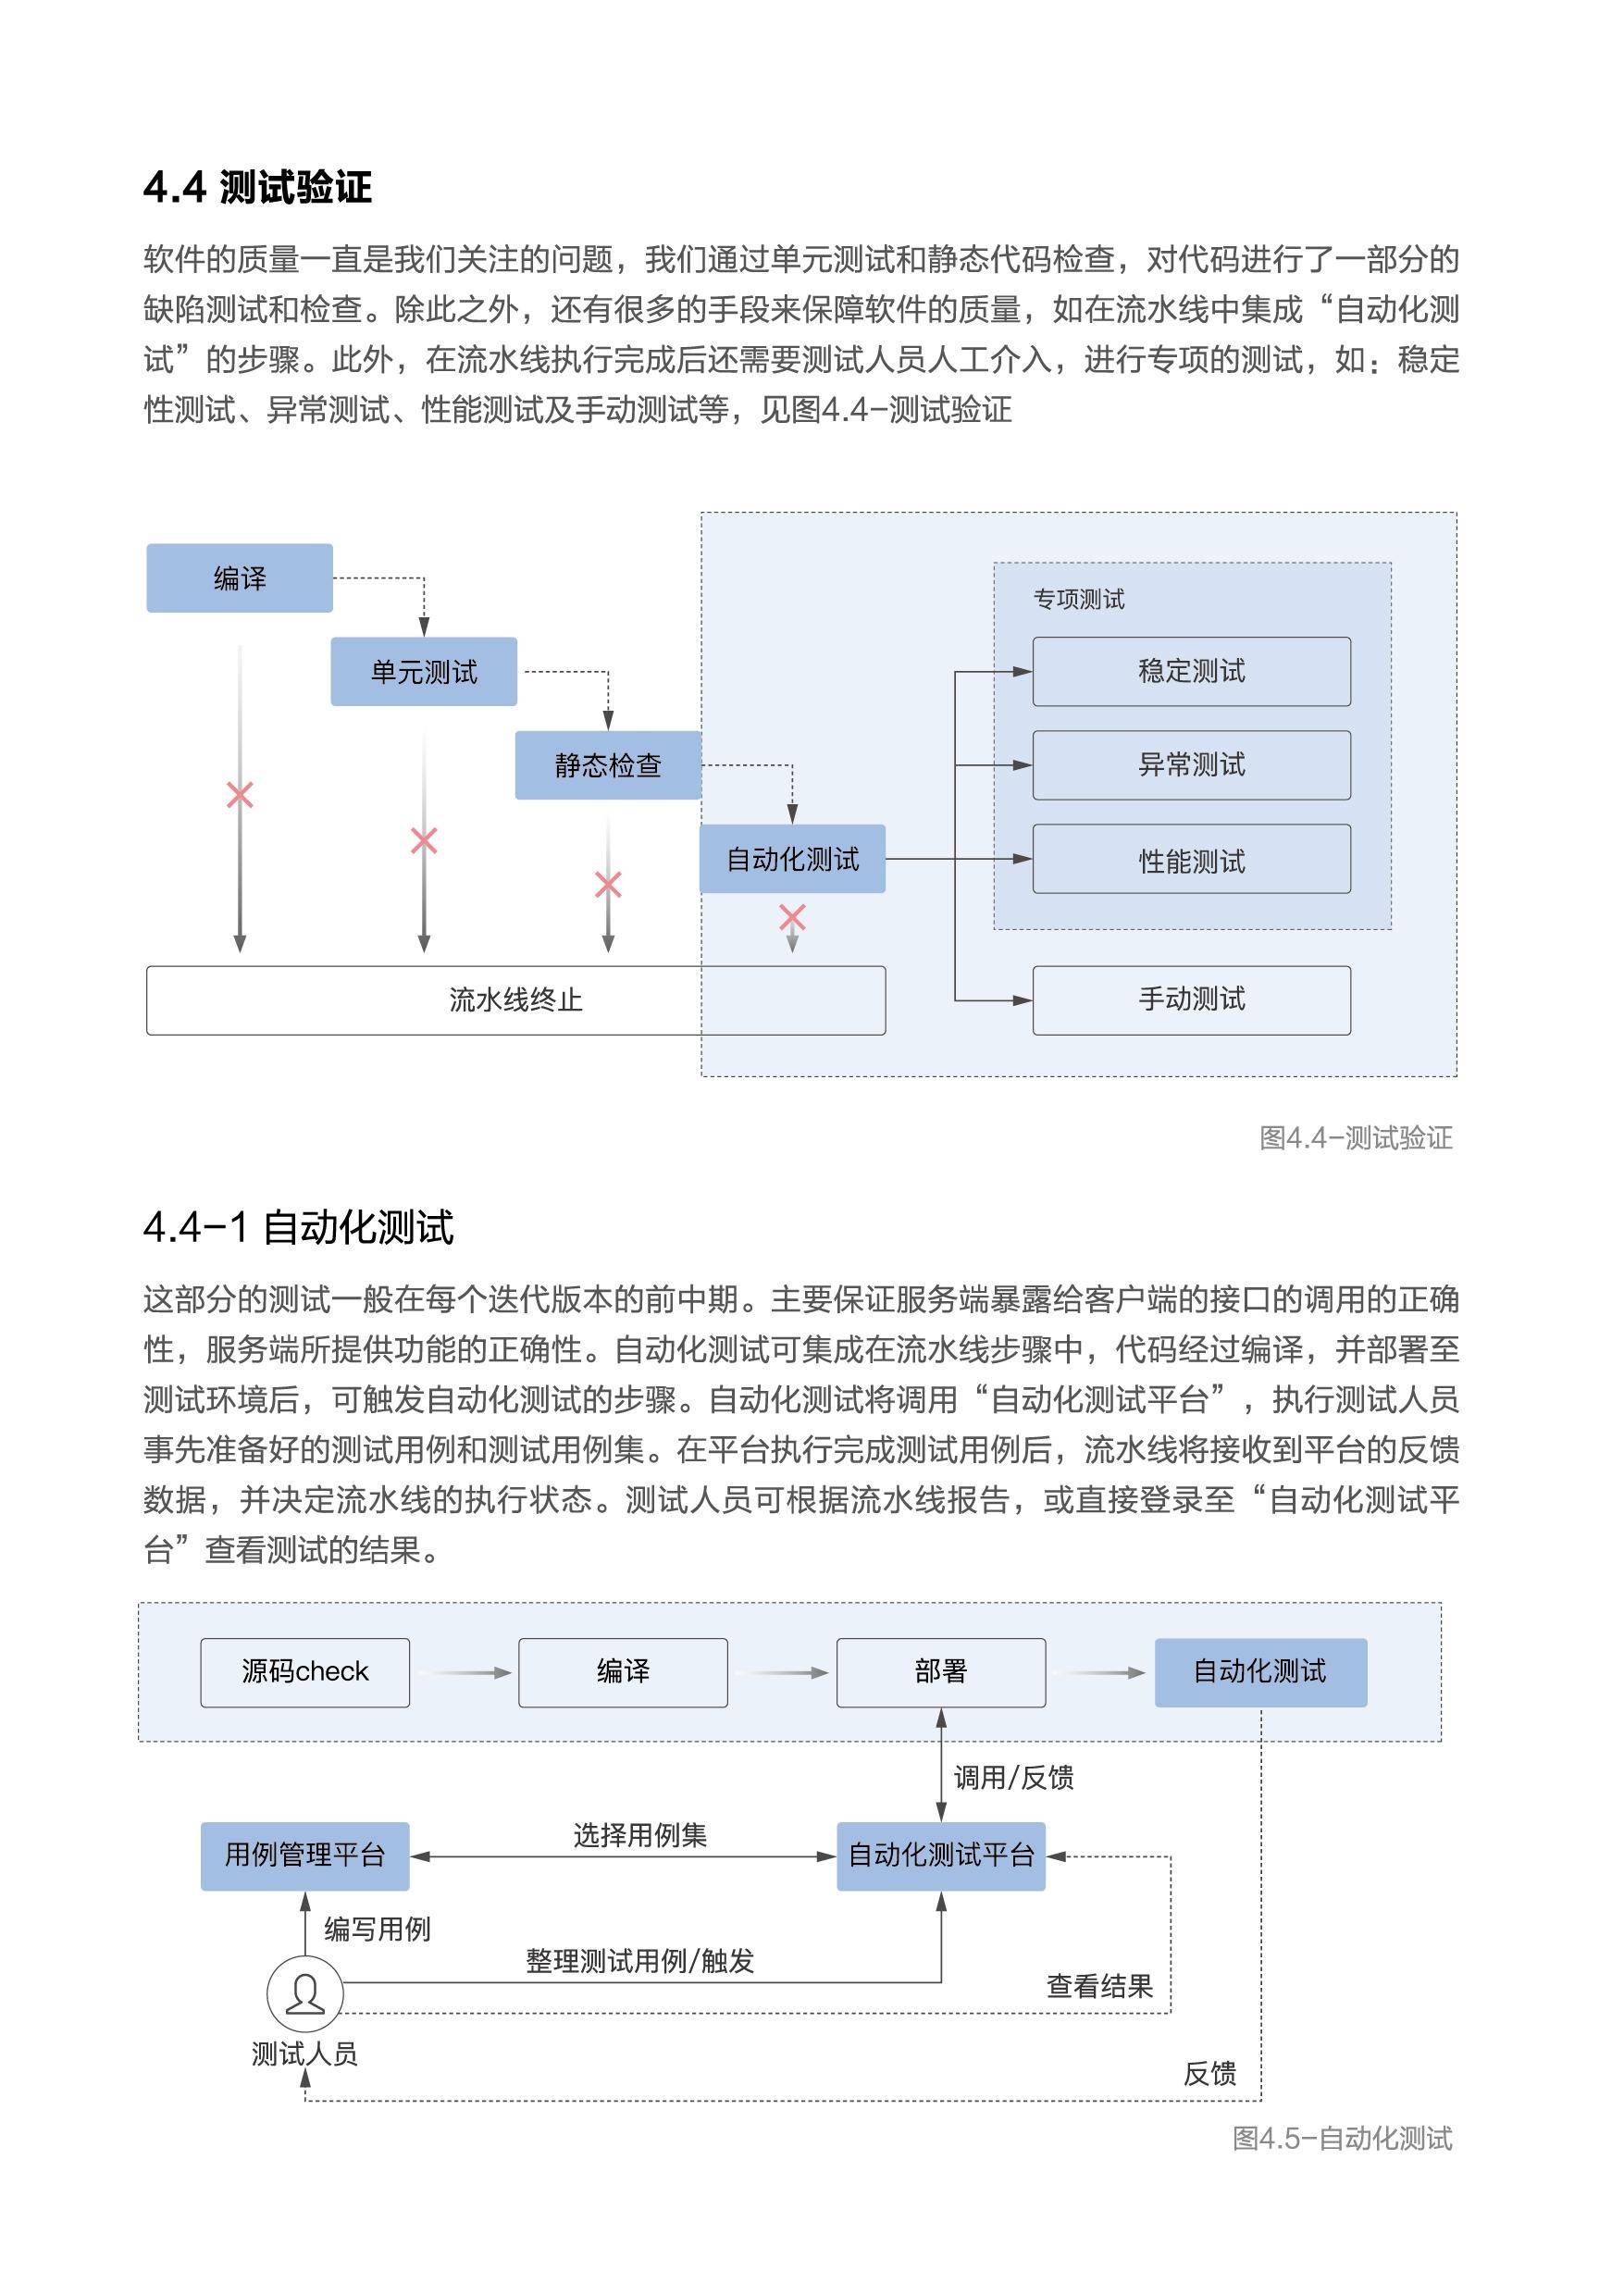 4.4 测试验证
软件的质量一直是我们关注的问题，我们通过单元测试和静态代码检查，对代码进行了一部分的
缺陷测试和检查。除此之外，还有很多的手段来保障软件的质量，如在流水线中集成“自动化测
试”的步骤。此外，在流水线执行完成后还需要测试人员人工介入，进行专项的测试，如：稳定
性测试、异常测试、性能测试及手动测试等，见图4.4-测试验证
编译
单元测试
静态检查
自动化测试
流水线终止
专项测试
稳定测试
异常测试
性能测试
手动测试
图4.4-测试验证
4.4-1 自动化测试
这部分的测试一般在每个迭代版本的前中期。主要保证服务端暴露给客户端的接口的调用的正确
性，服务端所提供功能的正确性。自动化测试可集成在流水线步骤中，代码经过编译，并部署至
测试环境后，可触发自动化测试的步骤。自动化测试将调用“自动化测试平台”，执行测试人员
事先准备好的测试用例和测试用例集。在平台执行完成测试用例后，流水线将接收到平台的反馈
数据，并决定流水线的执行状态。测试人员可根据流水线报告，或直接登录至“自动化测试平
台”查看测试的结果。
源码check
编译
部署
自动化测试
调用/反馈
用例管理平台
选择用例集
自动化测试平台
编写用例
整理测试用例/触发
查看结果
测试人员
反馈
图4.5-自动化测试